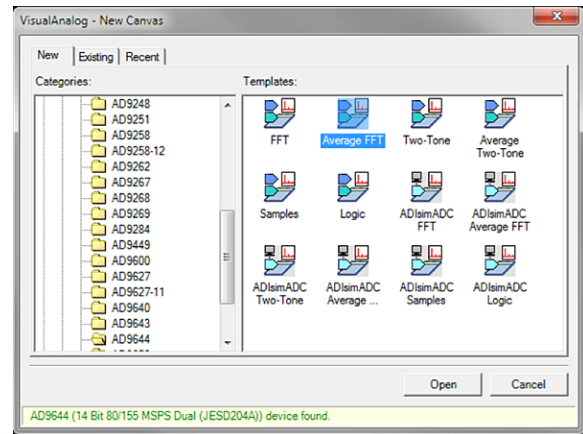 VisualAnalog - New Canvas
New Existing Recent
Categories:
Templates:
AD9248
AD9251
AD9258
AD9258-12
AD9262
AD9267
AD9268
AD9269
AD9284
AD9449
AD9600
AD9627
AD9627-11
AD9640
AD9643
AD9644
FFT
Average FFT
Two-Tone
Average
Two-Tone
Samples
Logic
ADIsimADC
FFT
ADIsimADC
Average FFT
ADIsimADC
Two-Tone
ADIsimADC
Average ...
ADIsimADC
Samples
ADIsimADC
Logic
Open
Cancel
AD9644 (14 Bit 80/155 MSPS Dual (JESD204A)) device found.